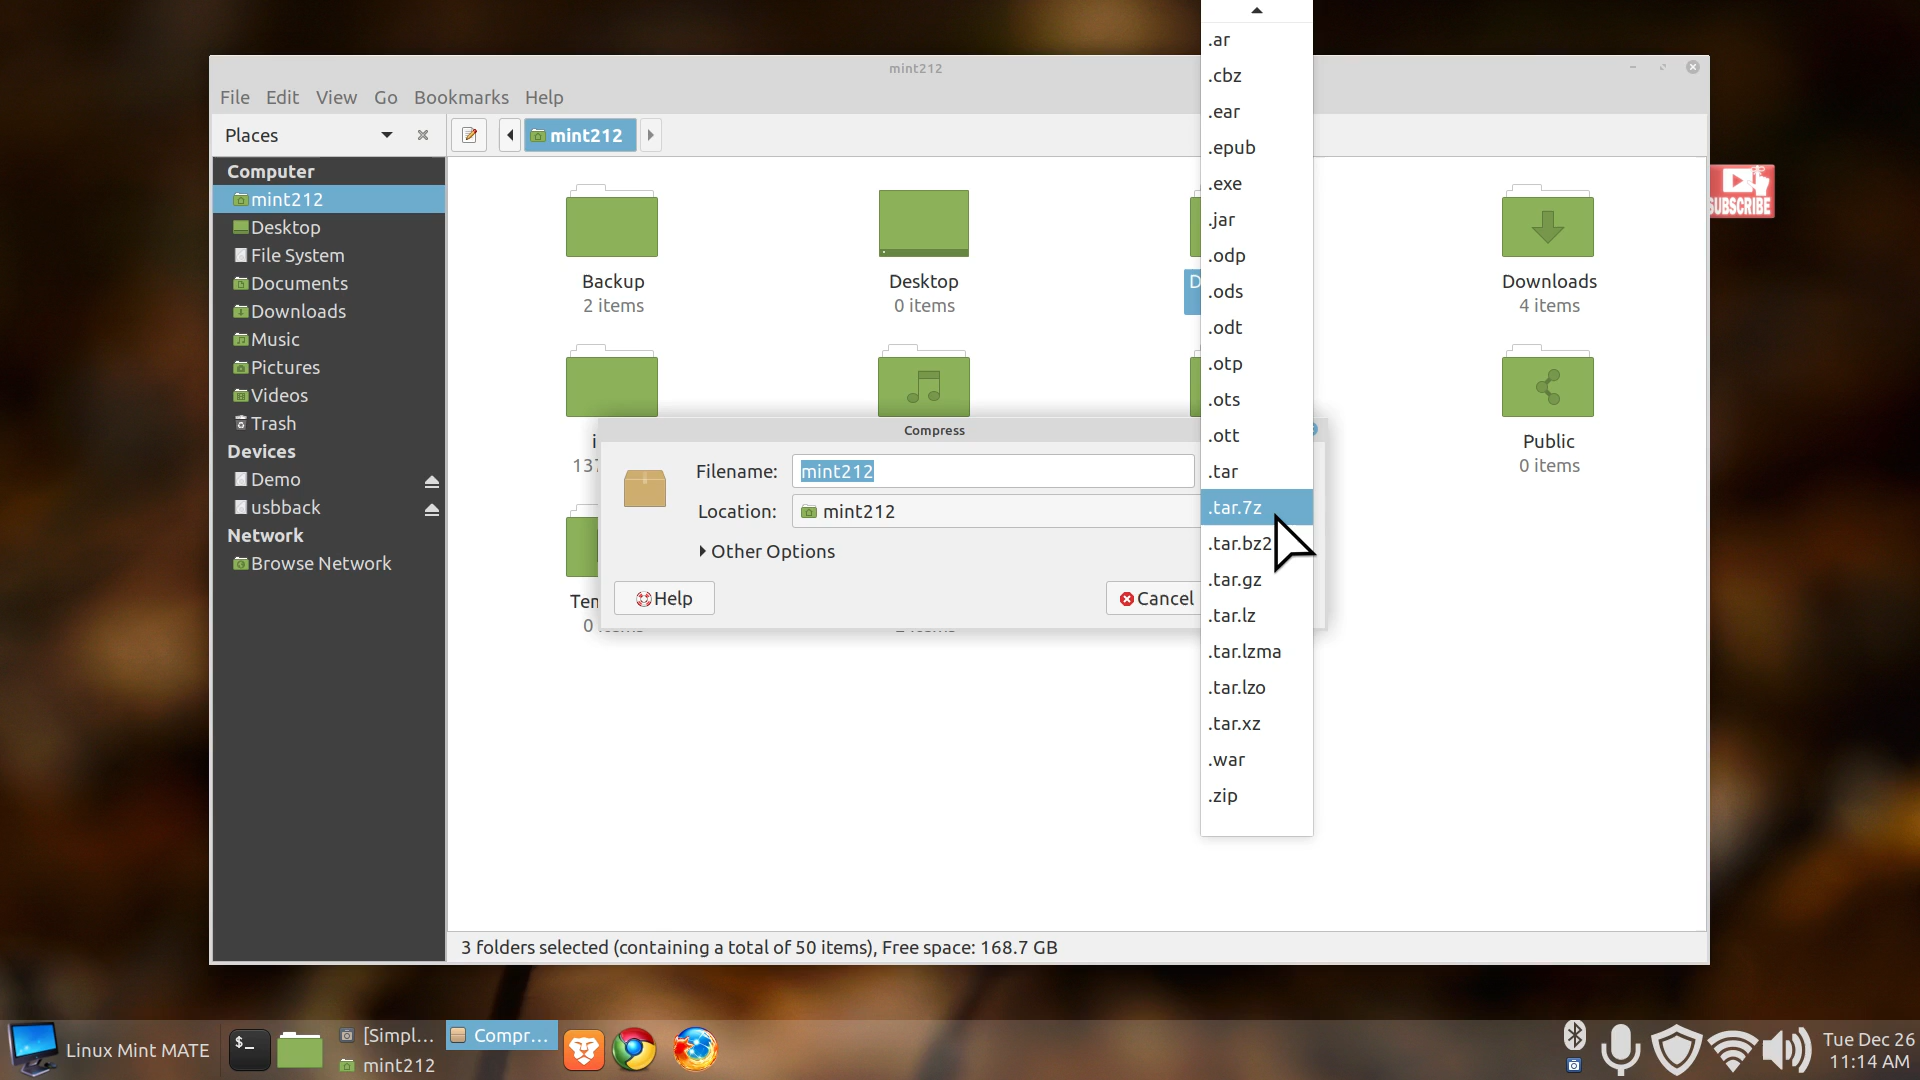 mint212
File Edit View Go Bookmarks Help
Places
mint212
Computer
mint212
Desktop
File System
Documents
Downloads
Music
Pictures
Videos
Trash
Devices
Demo
usbback
Network
Browse Network
Backup
2 items
Desktop
0 items
D
Downloads
4 items
i
137
Public
0 items
Ten
0
Compress
Filename: mint212
Location: mint212
Other Options
Help
Cancel
.ar
.cbz
.ear
.epub
.exe
.jar
.odp
.ods
.odt
.otp
.ots
.ott
.tar
.tar.7z
.tar.bz2
.tar.gz
.tar.lz
.tar.lzma
.tar.lzo
.tar.xz
.war
.zip
SUBSCRIBE
3 folders selected (containing a total of 50 items), Free space: 168.7 GB
Linux Mint MATE
$_
[Simpl...
mint212
Compr...
Tue Dec 26
11:14 AM